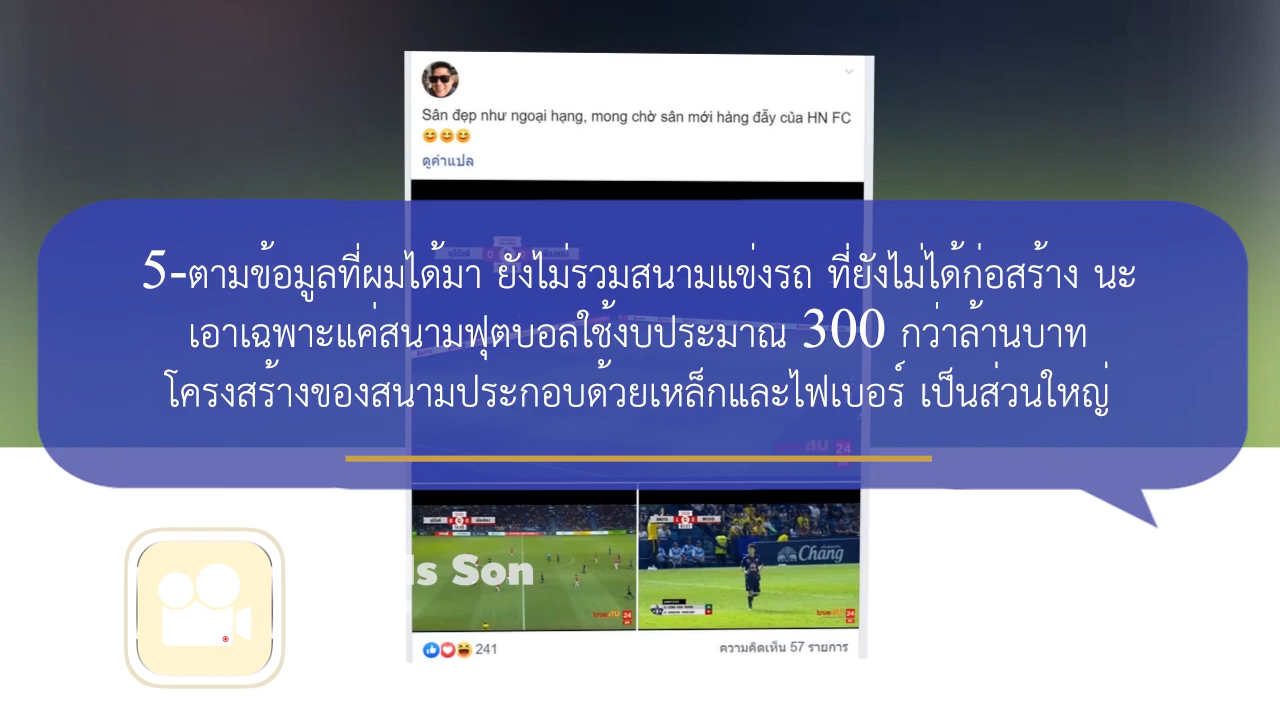 Sân đẹp như ngoại hạng, mong chờ sân mới hàng đẫy của HN FC
😊😊😊
ดูคำแปล
5-ตามข้อมูลที่ผมได้มา ยังไม่รวมสนามแข่งรถ ที่ยังไม่ได้ก่อสร้าง นะ
เอาเฉพาะแค่สนามฟุตบอลใช้งบประมาณ 300 กว่าล้านบาท
โครงสร้างของสนามประกอบด้วยเหล็กและไฟเบอร์ เป็นส่วนใหญ่
24
ls Son
Chang
true4U 24
true4U 24
241
ความคิดเห็น 57 รายการ